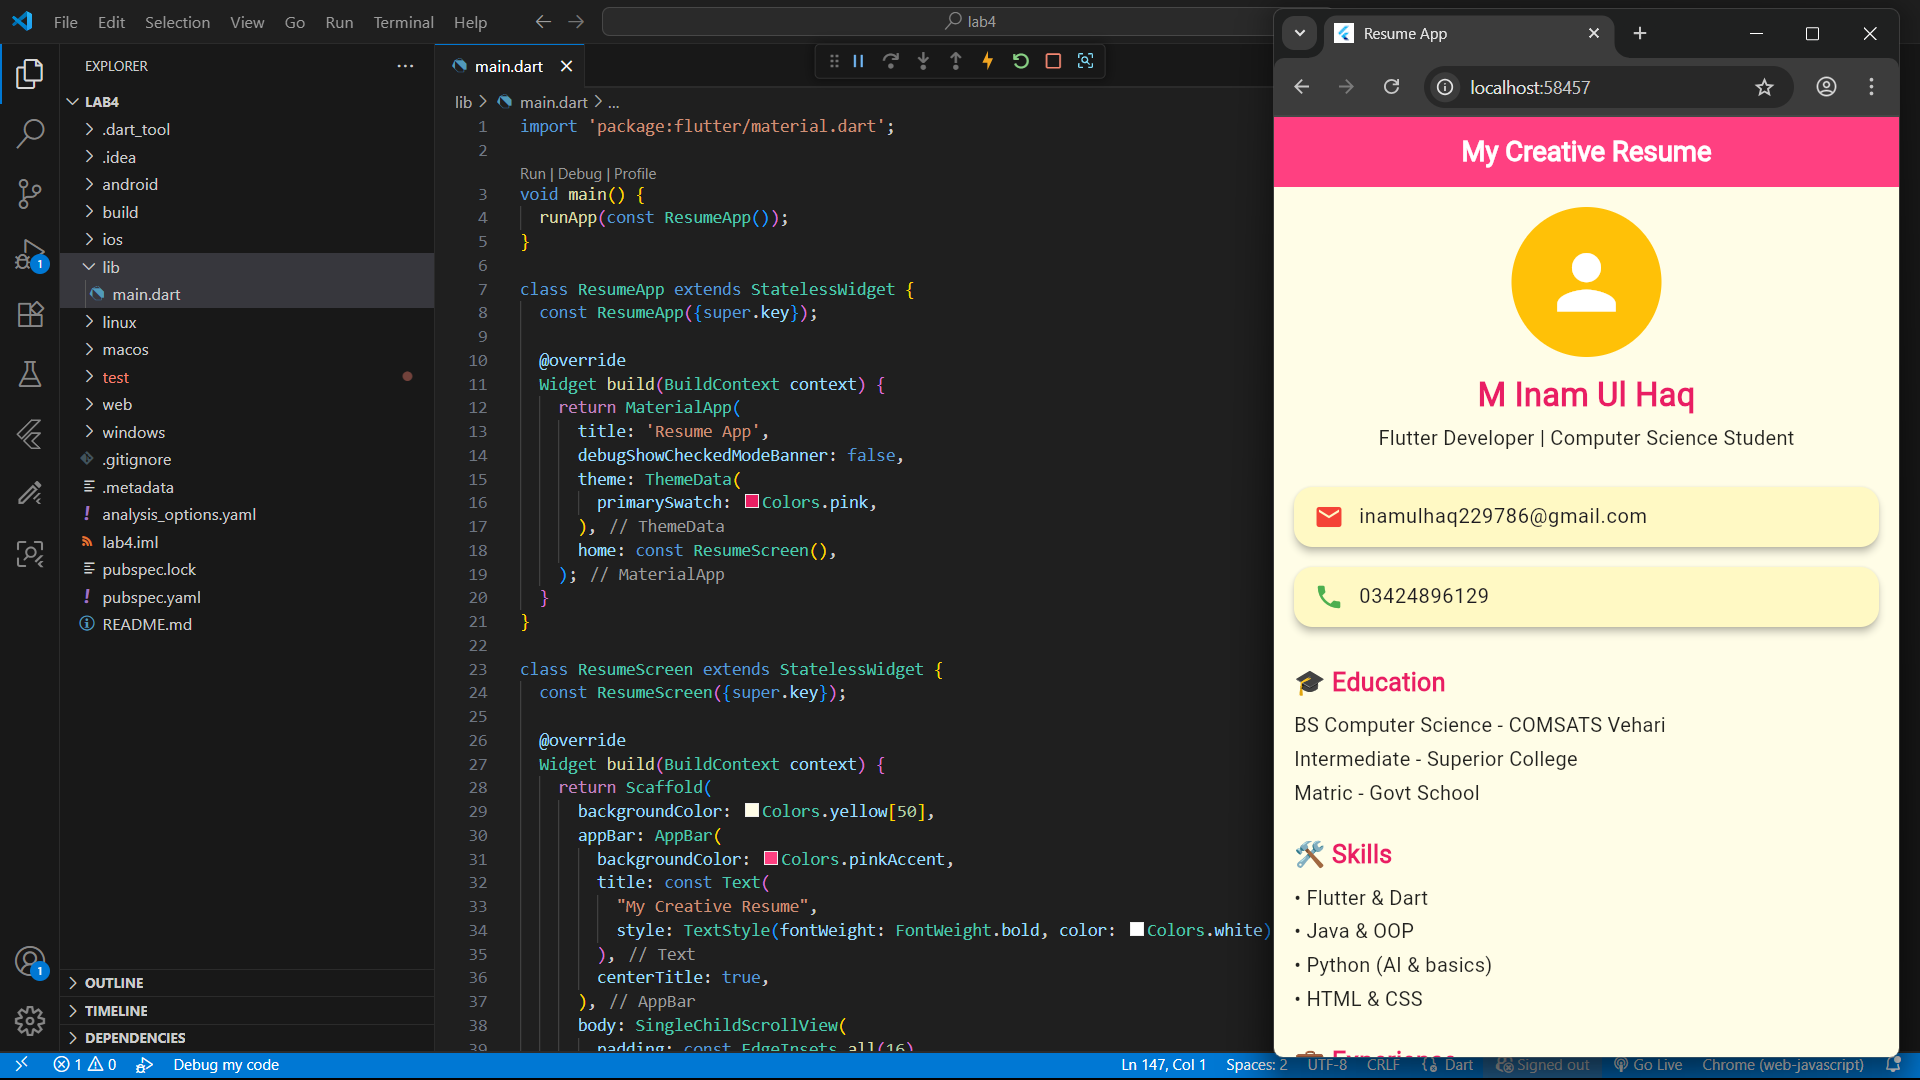 File Edit Selection View Go Run Terminal Help
lab4
EXPLORER
LAB4
.dart_tool
.idea
android
build
ios
lib
main.dart
linux
macos
test
web
windows
.gitignore
.metadata
analysis_options.yaml
lab4.iml
pubspec.lock
pubspec.yaml
README.md
OUTLINE
TIMELINE
DEPENDENCIES
1
1
main.dart
lib > main.dart > ...
1 import 'package:flutter/material.dart';
2
Run | Debug | Profile
3 void main() {
4 runApp(const ResumeApp());
5 }
6
7 class ResumeApp extends StatelessWidget {
8 const ResumeApp({super.key});
9
10 @override
11 Widget build(BuildContext context) {
12 return MaterialApp(
13 title: 'Resume App',
14 debugShowCheckedModeBanner: false,
15 theme: ThemeData(
16 primarySwatch: Colors.pink,
17 ), // ThemeData
18 home: const ResumeScreen(),
19 ); // MaterialApp
20 }
21 }
22
23 class ResumeScreen extends StatelessWidget {
24 const ResumeScreen({super.key});
25
26 @override
27 Widget build(BuildContext context) {
28 return Scaffold(
29 backgroundColor: Colors.yellow[50],
30 appBar: AppBar(
31 backgroundColor: Colors.pinkAccent,
32 title: const Text(
33 "My Creative Resume",
34 style: TextStyle(fontWeight: FontWeight.bold, color: Colors.white)
35 ), // Text
36 centerTitle: true,
37 ), // AppBar
38 body: SingleChildScrollView(
39 padding: const EdgeInsets.all(16)
Resume App
localhost:58457
My Creative Resume
M Inam Ul Haq
Flutter Developer | Computer Science Student
inamulhaq229786@gmail.com
03424896129
🎓 Education
BS Computer Science - COMSATS Vehari
Intermediate - Superior College
Matric - Govt School
🛠️ Skills
• Flutter & Dart
• Java & OOP
• Python (AI & basics)
• HTML & CSS
💼 Experience
1 0 Debug my code
Ln 147, Col 1 Spaces: 2 UTF-8 CRLF {} Dart Signed out Go Live Chrome (web-javascript)